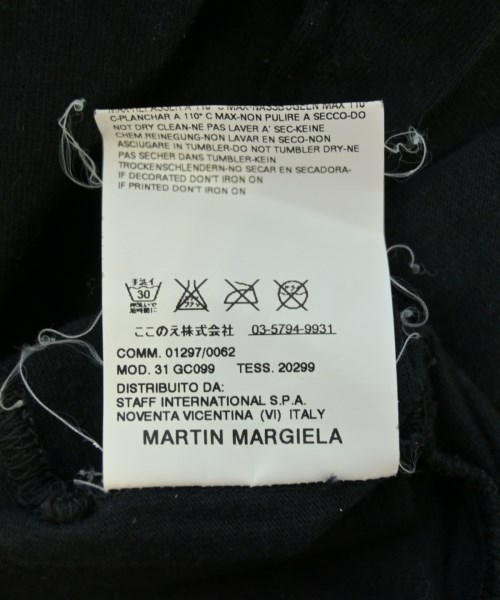 C-PLANCHAR A 110° C MAX-NON PULIRE A SECCO-DO
NOT DRY CLEAN-NE PAS LAVER A' SEC-KEINE
CHEM REINEGUNG-NON LAVAR EN SECO-NON
ASCIUGARE IN TUMBLER-DO NOT TUMBLER DRY-NE
PAS SECHER DANS TUMBLER-KEIN
TROCKENSCHLENDERN-NO SECAR EN SECADORA-
IF DECORATED DON'T IRON ON
IF PRINTED DON'T IRON ON
手洗イ
30
ここのえ株式会社 03-5794-9931
COMM. 01297/0062
MOD. 31 GC099 TESS. 20299
DISTRIBUITO DA:
STAFF INTERNATIONAL S.P.A.
NOVENTA VICENTINA (VI) ITALY
MARTIN MARGIELA